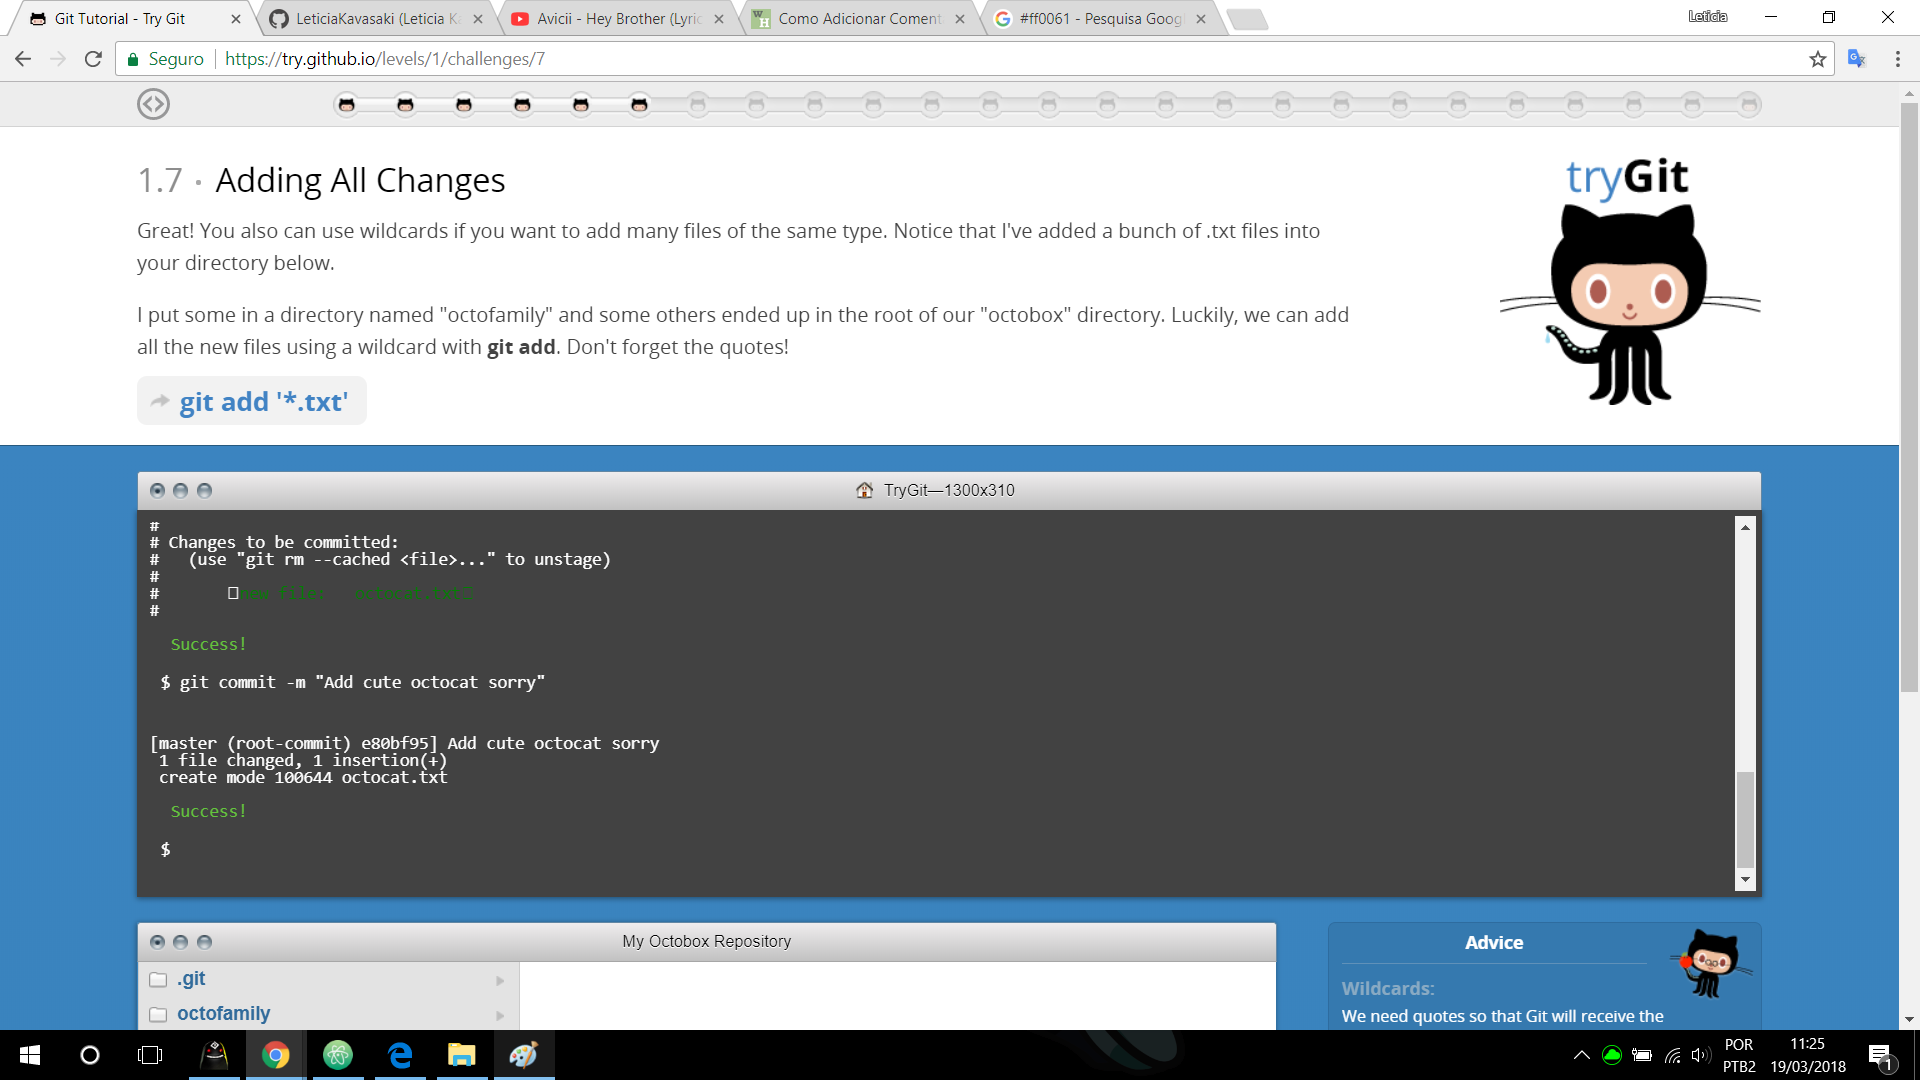 Git Tutorial - Try Git
LeticiaKavasaki (Leticia K
Avicii - Hey Brother (Lyric
Como Adicionar Coment
#ff0061 - Pesquisa Goog
Leticia
Seguro
https://try.github.io/levels/1/challenges/7
1.7 · Adding All Changes
tryGit
Great! You also can use wildcards if you want to add many files of the same type. Notice that I've added a bunch of .txt files into
your directory below.
I put some in a directory named "octofamily" and some others ended up in the root of our "octobox" directory. Luckily, we can add
all the new files using a wildcard with git add. Don't forget the quotes!
git add '*.txt'
TryGit—1300x310
#
# Changes to be committed:
#   (use "git rm --cached <file>..." to unstage)
#
#       new file:   octocat.txt
#
Success!
$ git commit -m "Add cute octocat sorry"
[master (root-commit) e80bf95] Add cute octocat sorry
1 file changed, 1 insertion(+)
create mode 100644 octocat.txt
Success!
$
My Octobox Repository
.git
octofamily
Advice
Wildcards:
We need quotes so that Git will receive the
POR
PTB2
11:25
19/03/2018
1